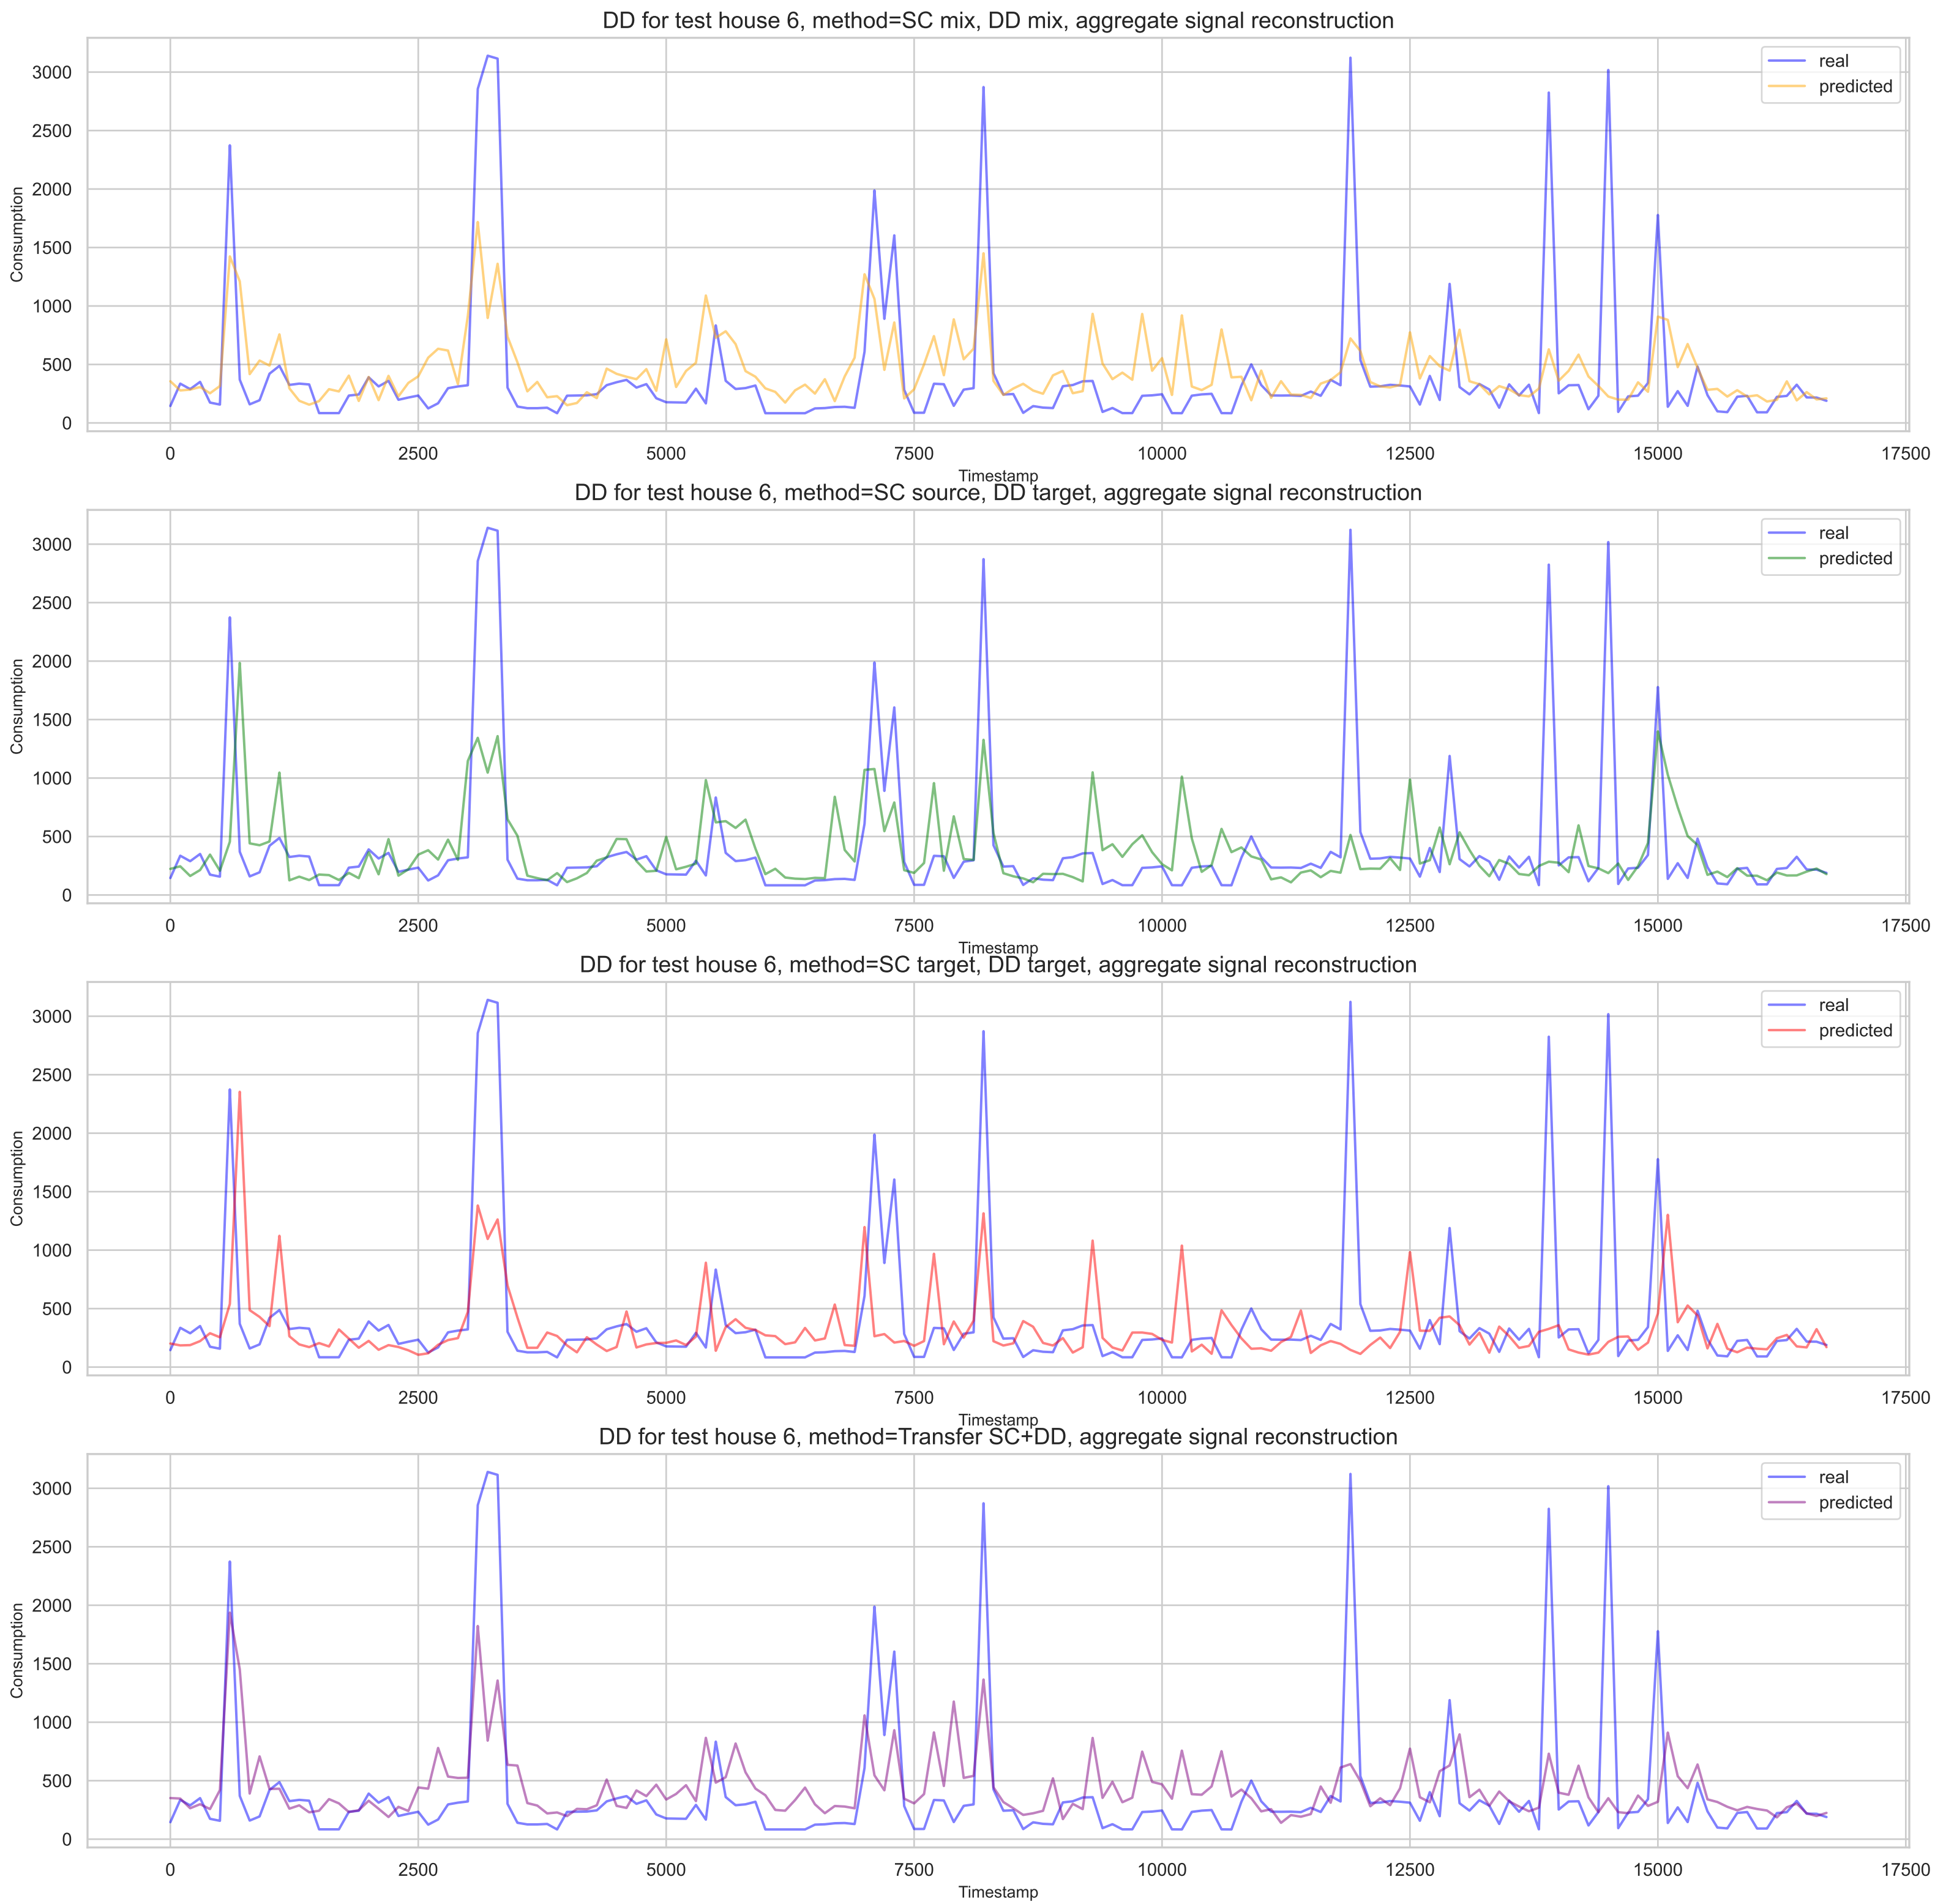 DD for test house 6, method=SC mix, DD mix, aggregate signal reconstruction
real
predicted
3000
2500
2000
1500
1000
500
0
Consumption
0 2500 5000 7500 10000 12500 15000 17500
Timestamp
DD for test house 6, method=SC source, DD target, aggregate signal reconstruction
real
predicted
3000
2500
2000
1500
1000
500
0
Consumption
0 2500 5000 7500 10000 12500 15000 17500
Timestamp
DD for test house 6, method=SC target, DD target, aggregate signal reconstruction
real
predicted
3000
2500
2000
1500
1000
500
0
Consumption
0 2500 5000 7500 10000 12500 15000 17500
Timestamp
DD for test house 6, method=Transfer SC+DD, aggregate signal reconstruction
real
predicted
3000
2500
2000
1500
1000
500
0
Consumption
0 2500 5000 7500 10000 12500 15000 17500
Timestamp